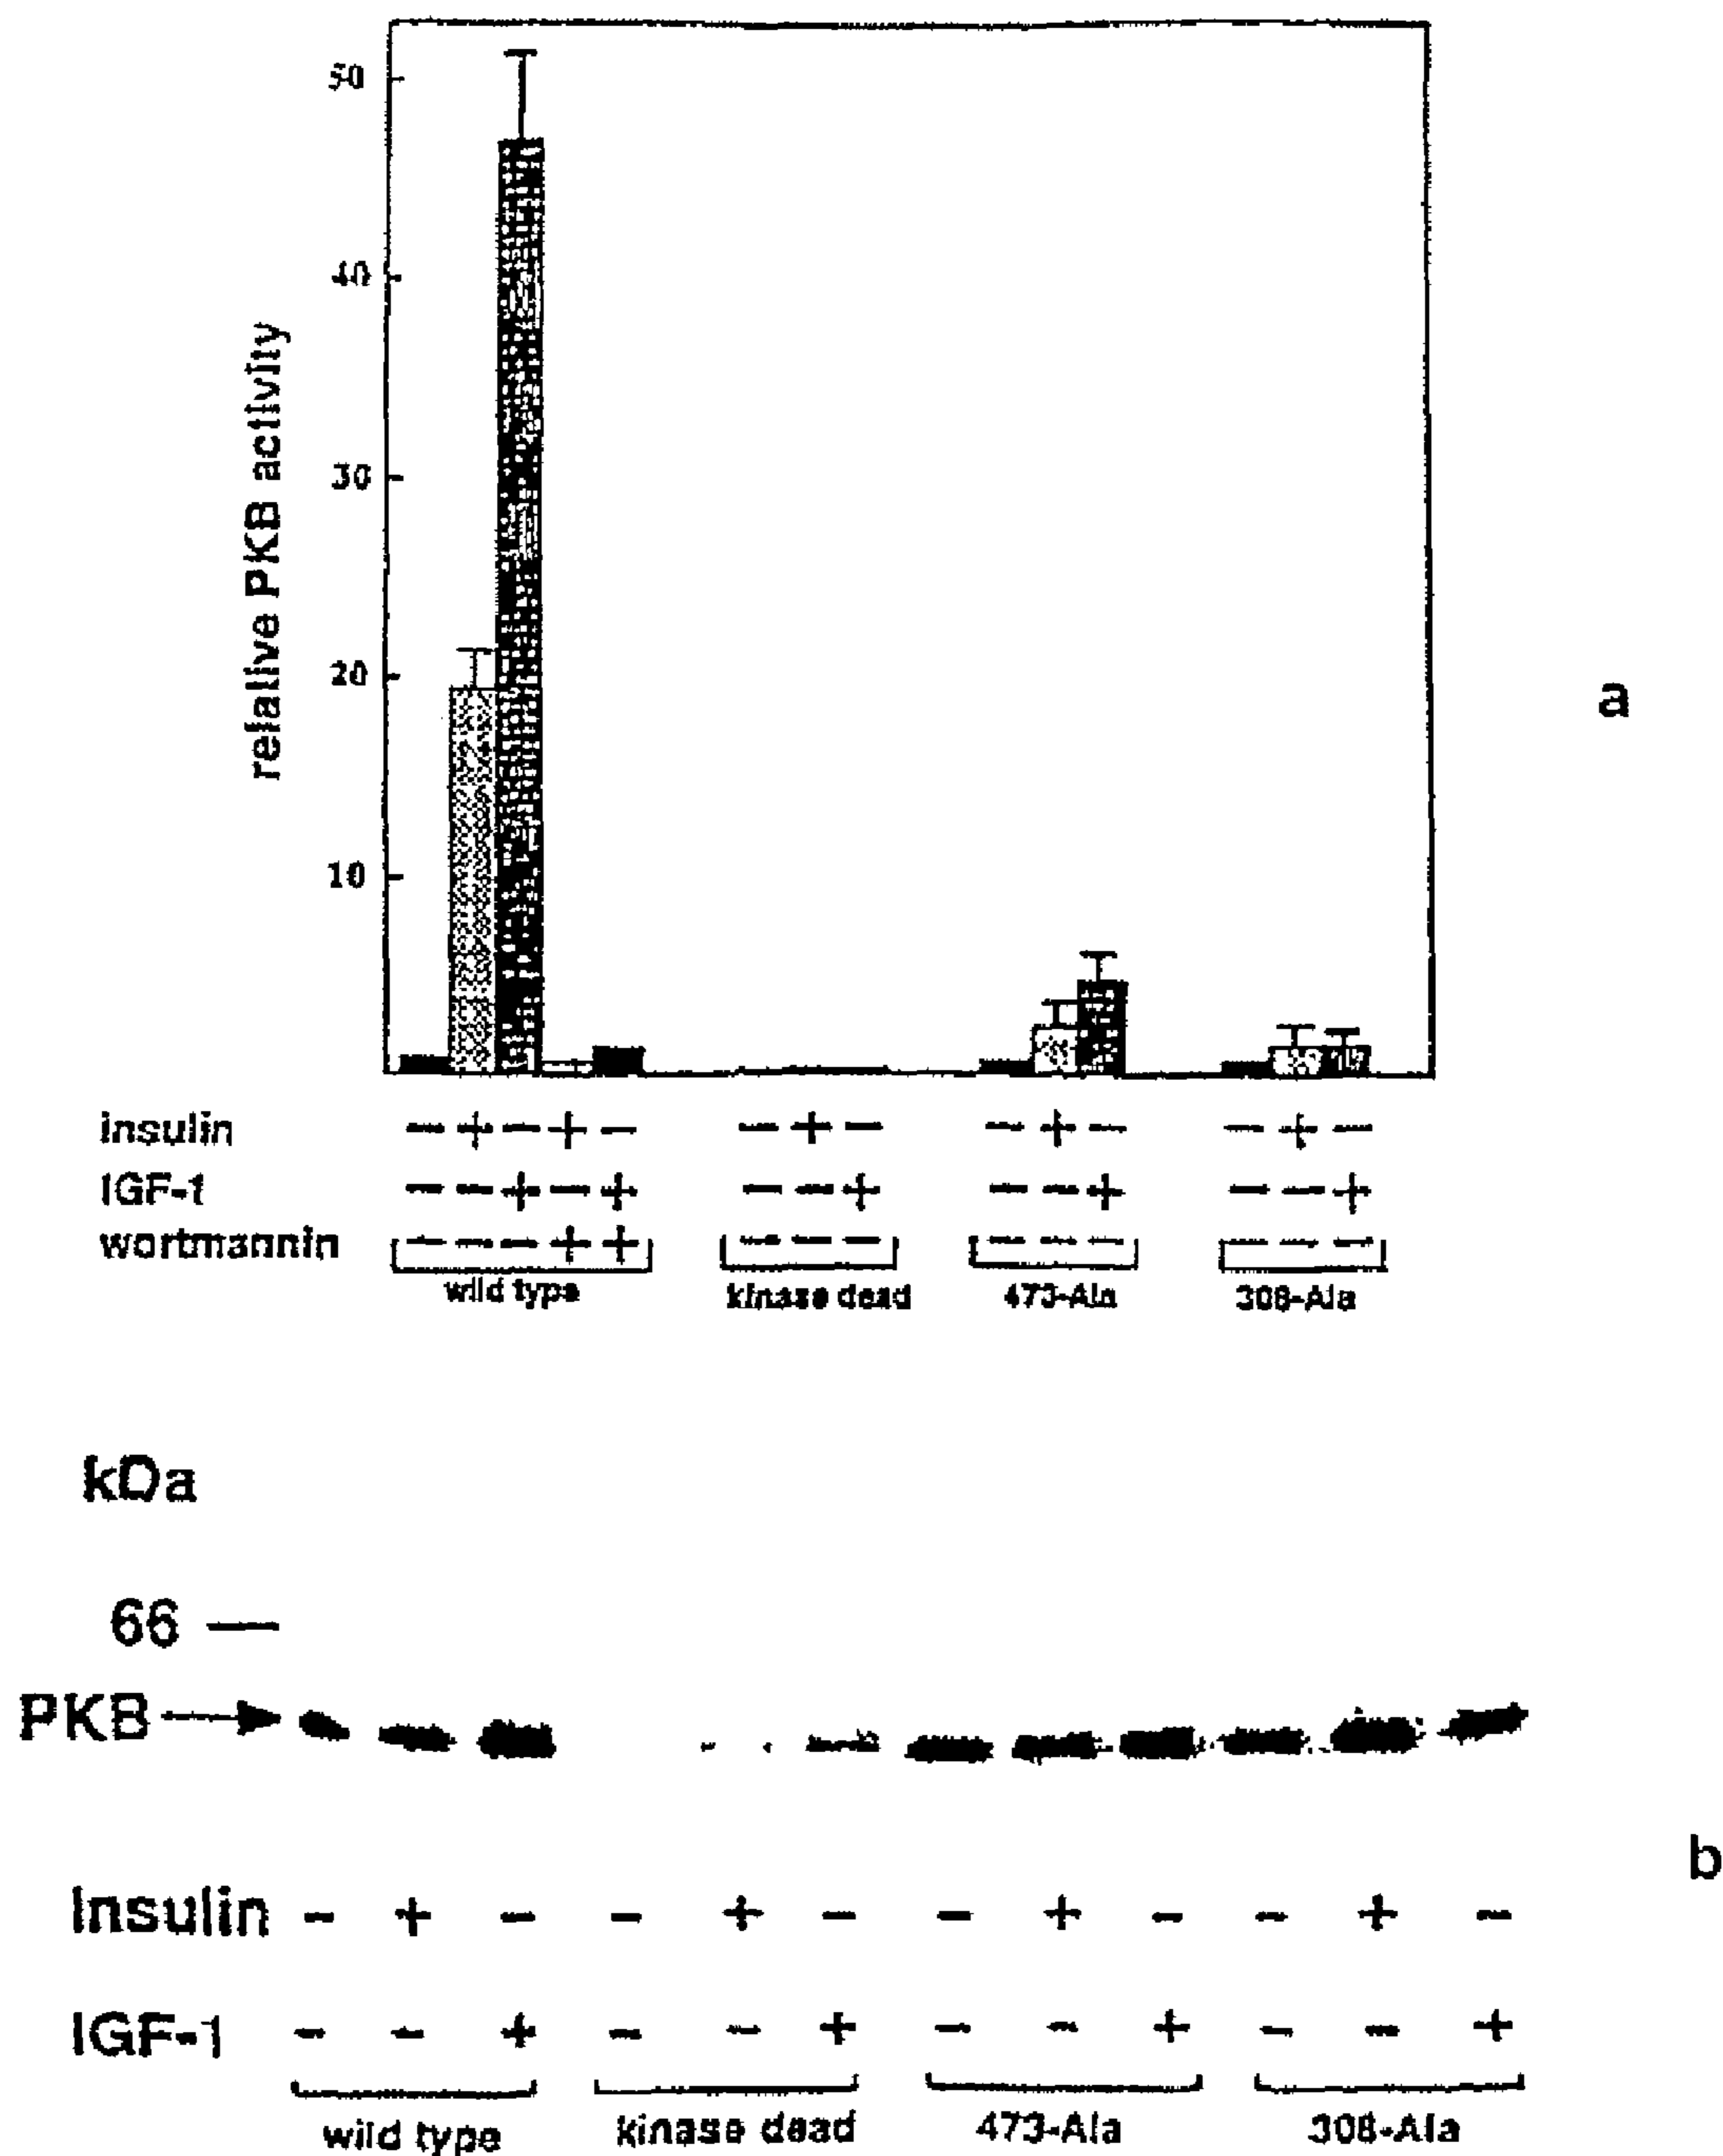 50
40
30
20
10
relative PKB activity
a
insulin − + − + − − + − − + − − + −
IGF-1 − − + − + − − + − − + − − +
wortmannin − − − + + − − − − − − − − −
wild type kinase dead 473-Ala 308-Ala
kDa
66
PKB
b
Insulin − + − − + − − + − − + −
IGF-1 − − + − − + − − + − − +
wild type kinase dead 473-Ala 308-Ala